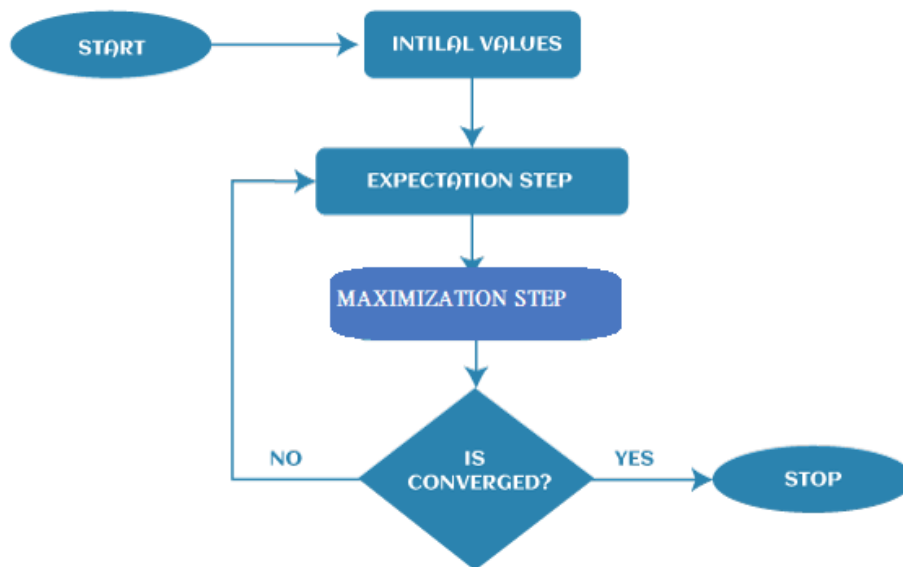 START
INTILAL VALUES
EXPECTATION STEP
MAXIMIZATION STEP
IS
CONVERGED?
NO
YES
STOP